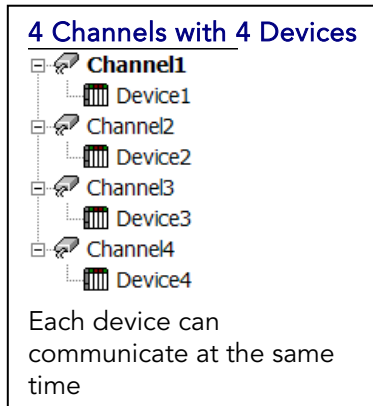 4 Channels with 4 Devices
Channel1
Device1
Channel2
Device2
Channel3
Device3
Channel4
Device4
Each device can
communicate at the same
time